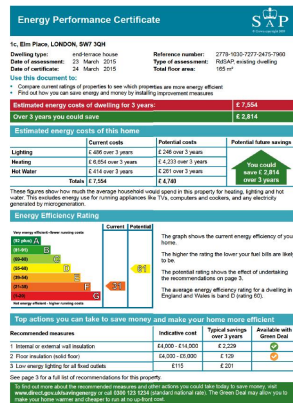 Energy Performance Certificate
SAP
1c, Elm Place, LONDON, SW7 3QH
Dwelling type: end-terrace house
Date of assessment: 23 March 2015
Date of certificate: 24 March 2015
Reference number: 2778-1030-7277-2475-7960
Type of assessment: RdSAP, existing dwelling
Total floor area: 165 m²
Use this document to:
• Compare current ratings of properties to see which properties are more energy efficient
• Find out how you can save energy and money by installing improvement measures
Estimated energy costs of dwelling for 3 years: £ 7,554
Over 3 years you could save £ 2,814
Estimated energy costs of this home
Current costs Potential costs Potential future savings
Lighting £ 486 over 3 years £ 246 over 3 years
Heating £ 6,654 over 3 years £ 4,233 over 3 years
Hot Water £ 414 over 3 years £ 261 over 3 years
Totals £ 7,554 £ 4,740
You could
save £ 2,814
over 3 years
These figures show how much the average household would spend in this property for heating, lighting and hot
water. This excludes energy use for running appliances like TVs, computers and cookers, and any electricity
generated by microgeneration.
Energy Efficiency Rating
Current Potential
Very energy efficient - lower running costs
(92 plus) A
(81-91) B
(69-80) C
(55-68) D
(39-54) E
(21-38) F
(1-20) G
Not energy efficient - higher running costs
61
The graph shows the current energy efficiency of your
home.
The higher the rating the lower your fuel bills are likely
to be.
The potential rating shows the effect of undertaking
the recommendations on page 3.
The average energy efficiency rating for a dwelling in
England and Wales is band D (rating 60).
Top actions you can take to save money and make your home more efficient
Recommended measures Indicative cost Typical savings over 3 years Available with Green Deal
1 Internal or external wall insulation £4,000 - £14,000 £ 2,229
2 Floor insulation (solid floor) £4,000 - £6,000 £ 129
3 Low energy lighting for all fixed outlets £115 £ 201
See page 3 for a full list of recommendations for this property.
To find out more about the recommended measures and other actions you could take today to save money, visit
www.direct.gov.uk/savingenergy or call 0300 123 1234 (standard national rate). The Green Deal may allow you to
make your home warmer and cheaper to run at no up-front cost.